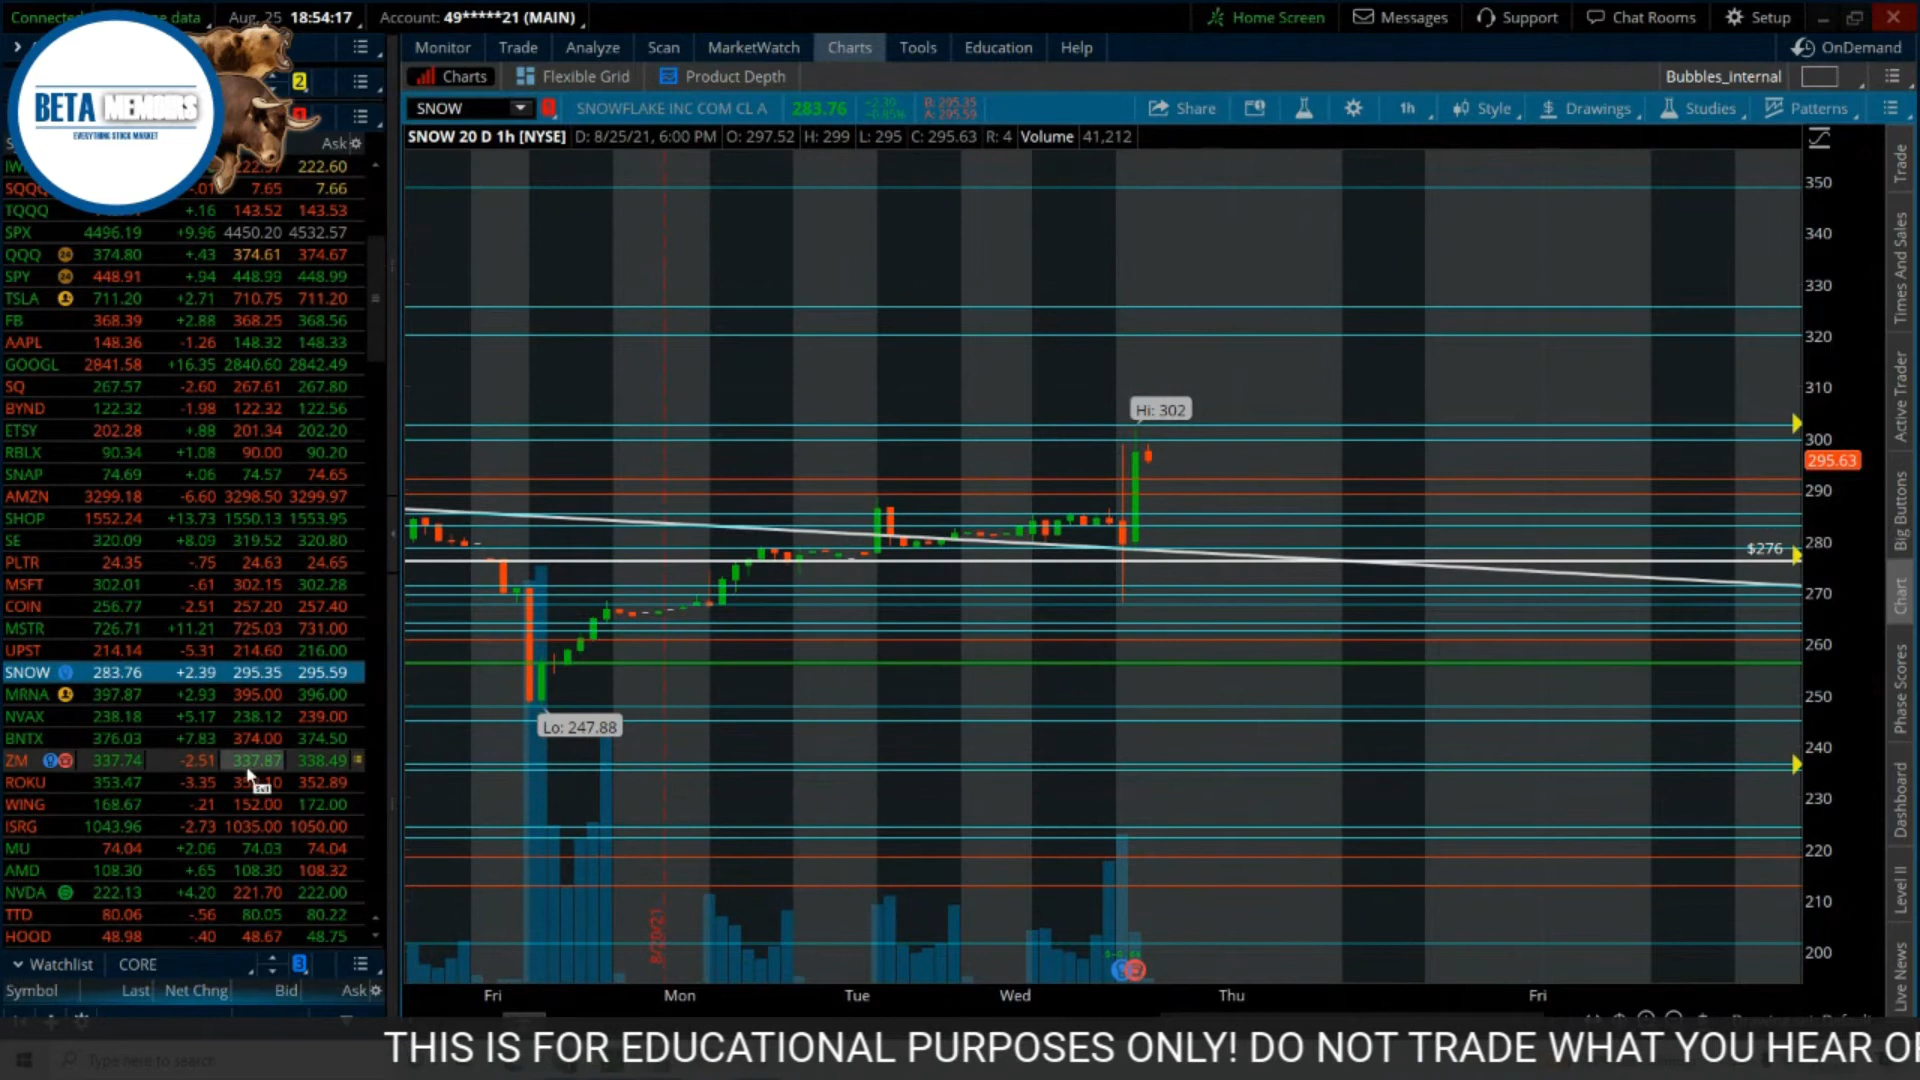 Connected
data
Aug. 25 18:54:17
Account: 49*****21 (MAIN)
Home Screen
Messages
Support
Chat Rooms
Setup
Monitor
Trade
Analyze
Scan
MarketWatch
Charts
Tools
Education
Help
OnDemand
BETA MEMOIRS
EVERYTHING STOCK MARKET
2
Charts
Flexible Grid
Product Depth
Bubbles_internal
SNOW
SNOWFLAKE INC COM CL A
283.76
B: 295.35
A: 295.59
Share
1h
Style
Drawings
Studies
Patterns
SNOW 20 D 1h [NYSE] D: 8/25/21, 6:00 PM O: 297.52 H: 299 L: 295 C: 295.63 R: 4 Volume 41,212
Ask
222.60
SQQQ -.01 7.65 7.66
TQQQ +.16 143.52 143.53
SPX 4496.19 +9.96 4450.20 4532.57
QQQ 374.80 +.43 374.61 374.67
SPY 448.91 +.94 448.99 448.99
TSLA 711.20 +2.71 710.75 711.20
FB 368.39 +2.88 368.25 368.56
AAPL 148.36 -1.26 148.32 148.33
GOOGL 2841.58 +16.35 2840.60 2842.49
SQ 267.57 -2.60 267.61 267.80
BYND 122.32 -1.98 122.32 122.56
ETSY 202.28 +.88 201.34 202.20
RBLX 90.34 +1.08 90.00 90.20
SNAP 74.69 +.06 74.57 74.65
AMZN 3299.18 -6.60 3298.50 3299.97
SHOP 1552.24 +13.73 1550.13 1553.95
SE 320.09 +8.09 319.52 320.80
PLTR 24.35 -.75 24.63 24.65
MSFT 302.01 -.61 302.15 302.28
COIN 256.77 -2.51 257.20 257.40
MSTR 726.71 +11.21 725.03 731.00
UPST 214.14 -5.31 214.60 216.00
SNOW 283.76 +2.39 295.35 295.59
MRNA 397.87 +2.93 395.00 396.00
NVAX 238.18 +5.17 238.12 239.00
BNTX 376.03 +7.83 374.00 374.50
ZM 337.74 -2.51 337.87 338.49
ROKU 353.47 -3.35 352.89
WING 168.67 -.21 152.00 172.00
ISRG 1043.96 -2.73 1035.00 1050.00
MU 74.04 +2.06 74.03 74.04
AMD 108.30 +.65 108.30 108.32
NVDA 222.13 +4.20 221.70 222.00
TTD 80.06 -.56 80.05 80.22
HOOD 48.98 -.40 48.67 48.75
Watchlist CORE 3
Symbol Last Net Chng Bid Ask
Hi: 302
Lo: 247.88
$276
8/20/21
350
340
330
320
310
300
295.63
290
280
270
260
250
240
230
220
210
200
Fri
Mon
Tue
Wed
Thu
Fri
Trade
Times And Sales
Active Trader
Big Buttons
Chart
Phase Scores
Dashboard
Level II
Live News
Type here to search
THIS IS FOR EDUCATIONAL PURPOSES ONLY! DO NOT TRADE WHAT YOU HEAR